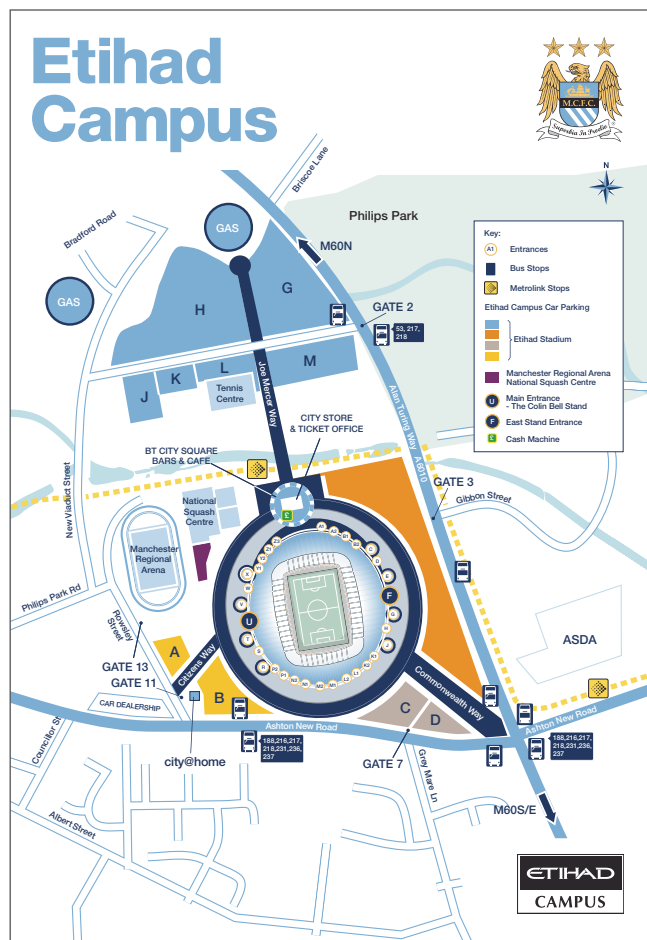 Etihad
Campus
M.C.F.C.
Superbia In Proelio
N
Briscoe Lane
Philips Park
Bradford Road
GAS
M60N
GAS
Key:
A1 Entrances
Bus Stops
Metrolink Stops
Etihad Campus Car Parking
Etihad Stadium
Manchester Regional Arena
National Squash Centre
U Main Entrance
- The Colin Bell Stand
F East Stand Entrance
£ Cash Machine
G
H
GATE 2
53, 217,
218
J
K
L
M
Tennis
Centre
Joe Mercer Way
Alan Turing Way A6010
CITY STORE
& TICKET OFFICE
BT CITY SQUARE
BARS & CAFE
New Viaduct Street
GATE 3
Gibbon Street
National
Squash
Centre
£
Manchester
Regional
Arena
Philips Park Rd
Rowsley
Street
F
U
A
B
C
D
Citizens Way
Commonwealth Way
ASDA
GATE 13
GATE 11
CAR DEALERSHIP
Ashton New Road
Ashton New Road
188,216,217,
218,231,236,
237
188,216,217,
218,231,236,
237
city@home
GATE 7
Grey Mare Ln
Councillor St
Albert Street
M60S/E
ETIHAD
CAMPUS